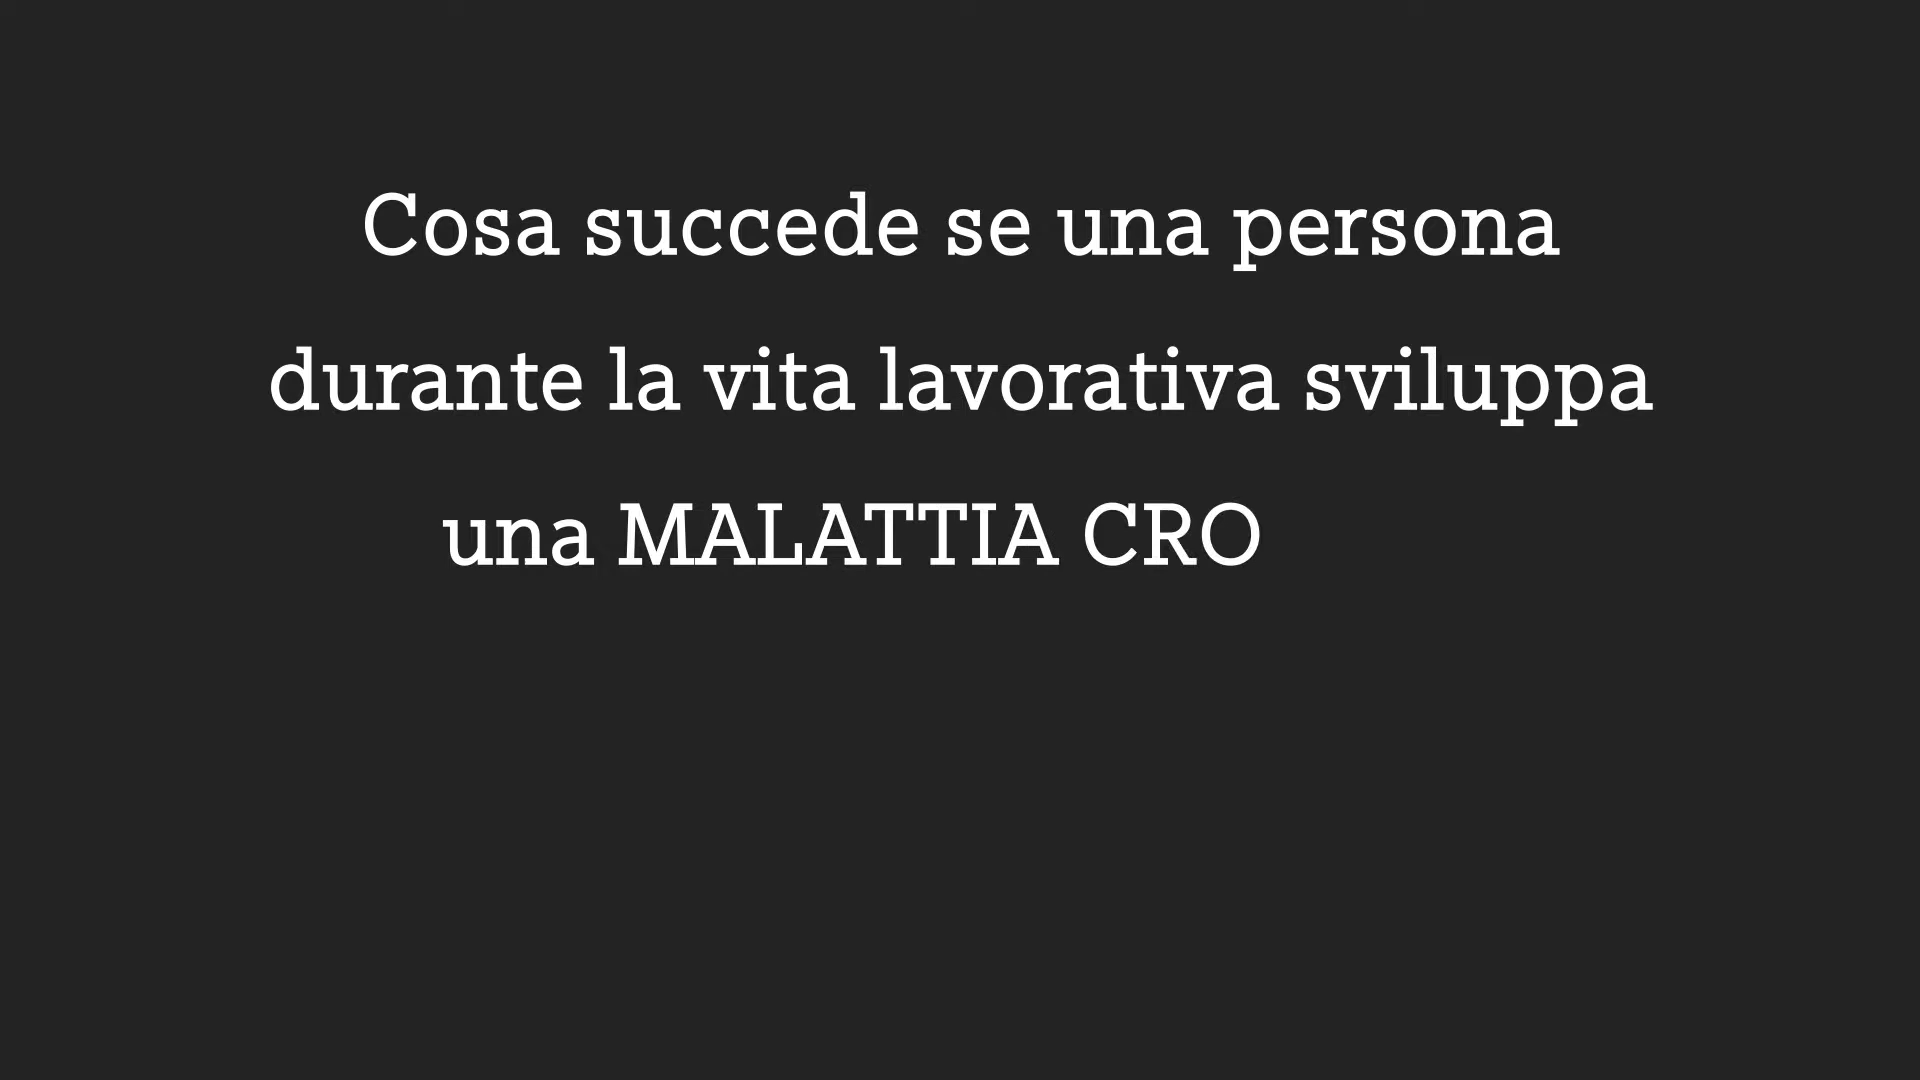 Cosa succede se una persona
durante la vita lavorativa sviluppa
una MALATTIA CRO